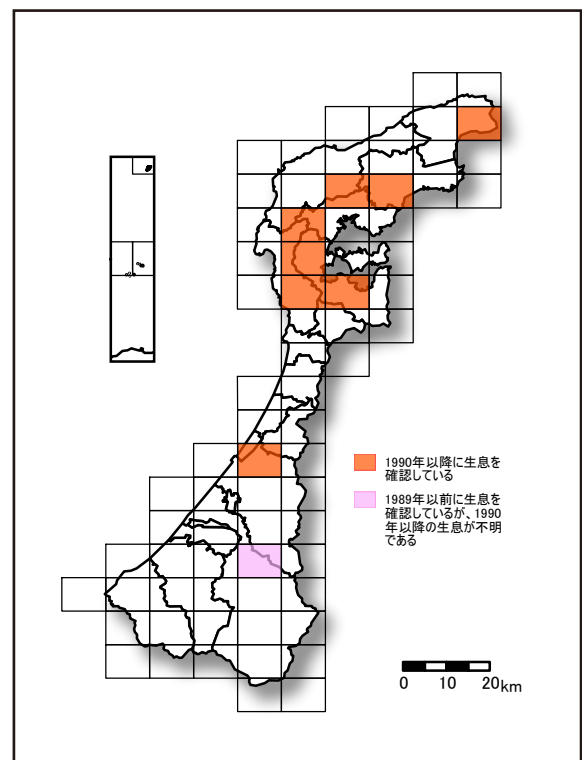 1990年以降に生息を
確認している
1989年以前に生息を
確認しているが、1990
年以降の生息が不明
である
0 10 20km